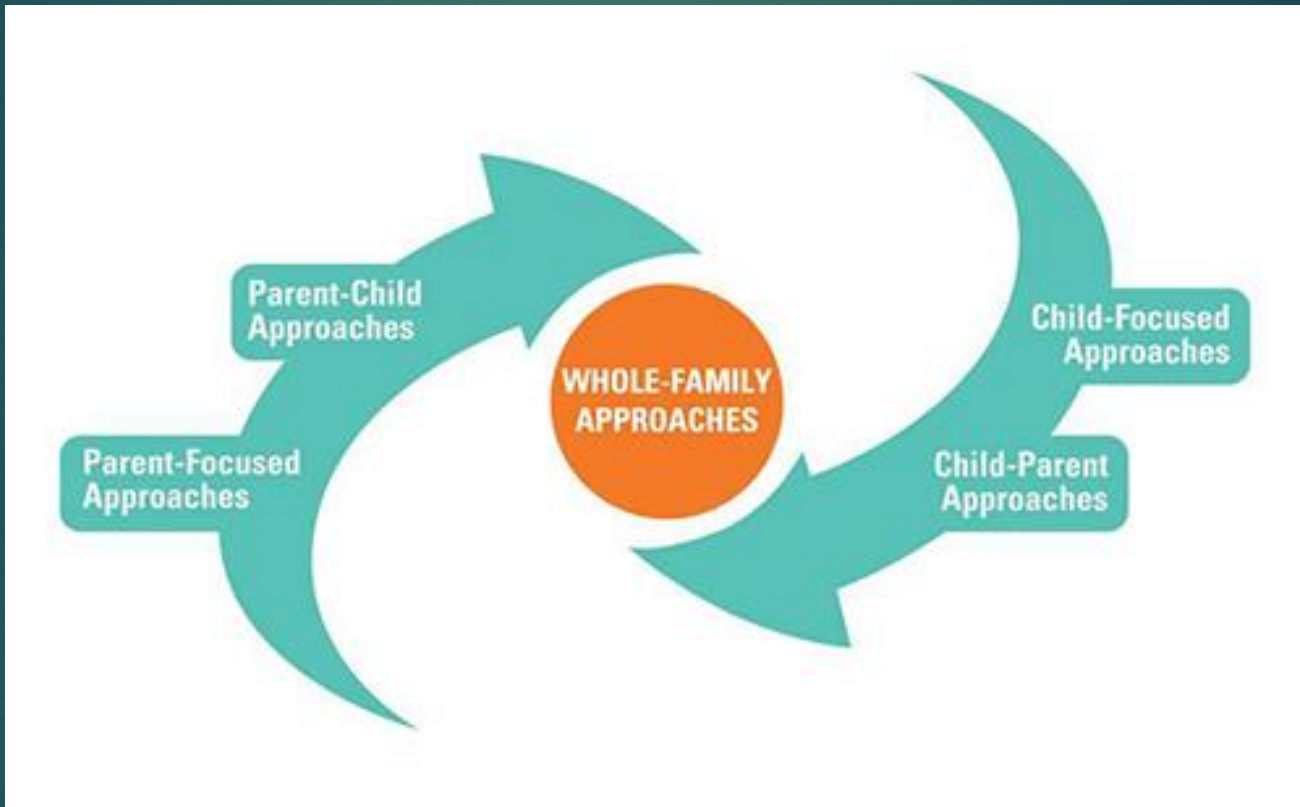 Parent-Child
Approaches
Parent-Focused
Approaches
WHOLE-FAMILY
APPROACHES
Child-Focused
Approaches
Child-Parent
Approaches